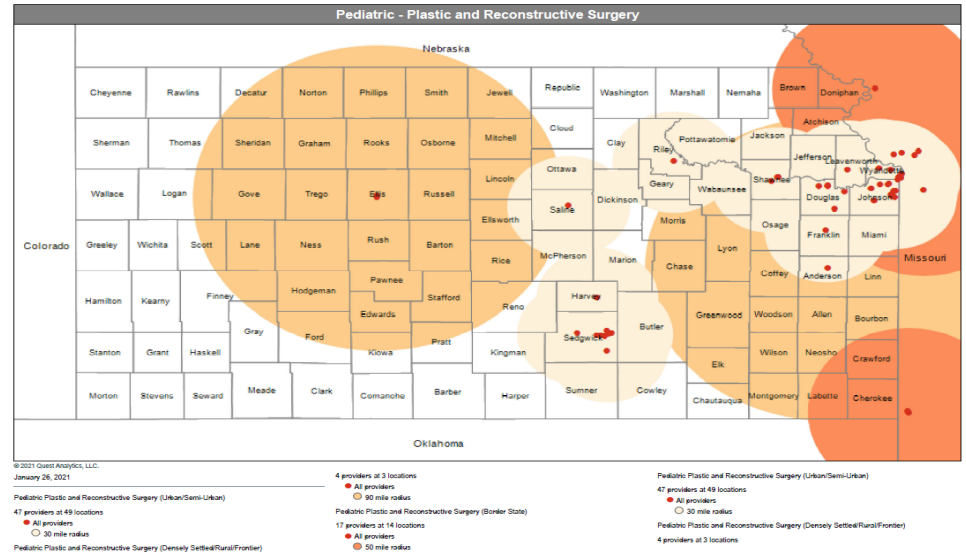 Pediatric - Plastic and Reconstructive Surgery
Nebraska
Cheyenne Rawlins Decatur Norton Phillips Smith Jewell Republic Washington Marshall Nemaha Brown Doniphan
Atchison
Cloud
Sherman Thomas Sheridan Graham Rooks Osborne Mitchell Clay Riley Pottawatomie Jackson
Jefferson
Leavenworth
Lincoln Ottawa Geary Wabaunsee Shawnee Wyandotte
Wallace Logan Gove Trego Ellis Russell Saline Dickinson Douglas Johnson
Ellsworth Morris Osage
Colorado Greeley Wichita Scott Lane Ness Rush Barton Franklin Miami
Rice McPherson Marion Chase Lyon Missouri
Pawnee Coffey Anderson Linn
Hamilton Kearny Finney Hodgeman Edwards Stafford Reno Harvey
Gray Ford Sedgwick Butler Greenwood Woodson Allen Bourbon
Stanton Grant Haskell Kiowa Pratt Kingman Elk Wilson Neosho Crawford
Morton Stevens Seward Meade Clark Comanche Barber Harper Sumner Cowley Chautauqua Montgomery Labette Cherokee
Oklahoma
© 2021 Quest Analytics, LLC.
January 26, 2021
Pediatric Plastic and Reconstructive Surgery (Urban/Semi-Urban)
47 providers at 49 locations
All providers
30 mile radius
Pediatric Plastic and Reconstructive Surgery (Densely Settled/Rural/Frontier)
4 providers at 3 locations
All providers
90 mile radius
Pediatric Plastic and Reconstructive Surgery (Border State)
17 providers at 14 locations
All providers
50 mile radius
Pediatric Plastic and Reconstructive Surgery (Urban/Semi-Urban)
47 providers at 49 locations
All providers
30 mile radius
Pediatric Plastic and Reconstructive Surgery (Densely Settled/Rural/Frontier)
4 providers at 3 locations